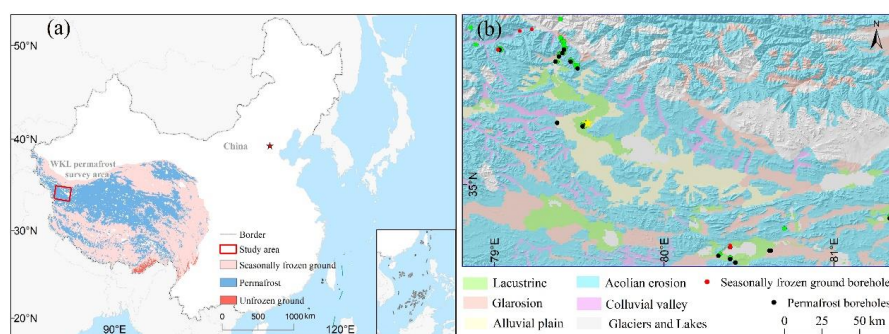 (a)
50°N
40°N
30°N
20°N
90°E
120°E
China
WKL permafrost
survey area
Border
Study area
Seasonally frozen ground
Permafrost
Unfrozen ground
0 500 1000 km
(b)
N
35°N
79°E
80°E
81°E
Lacustrine
Glarosion
Alluvial plain
Aeolian erosion
Colluvial valley
Glaciers and Lakes
Seasonally frozen ground borehole
Permafrost boreholes
0 25 50 km